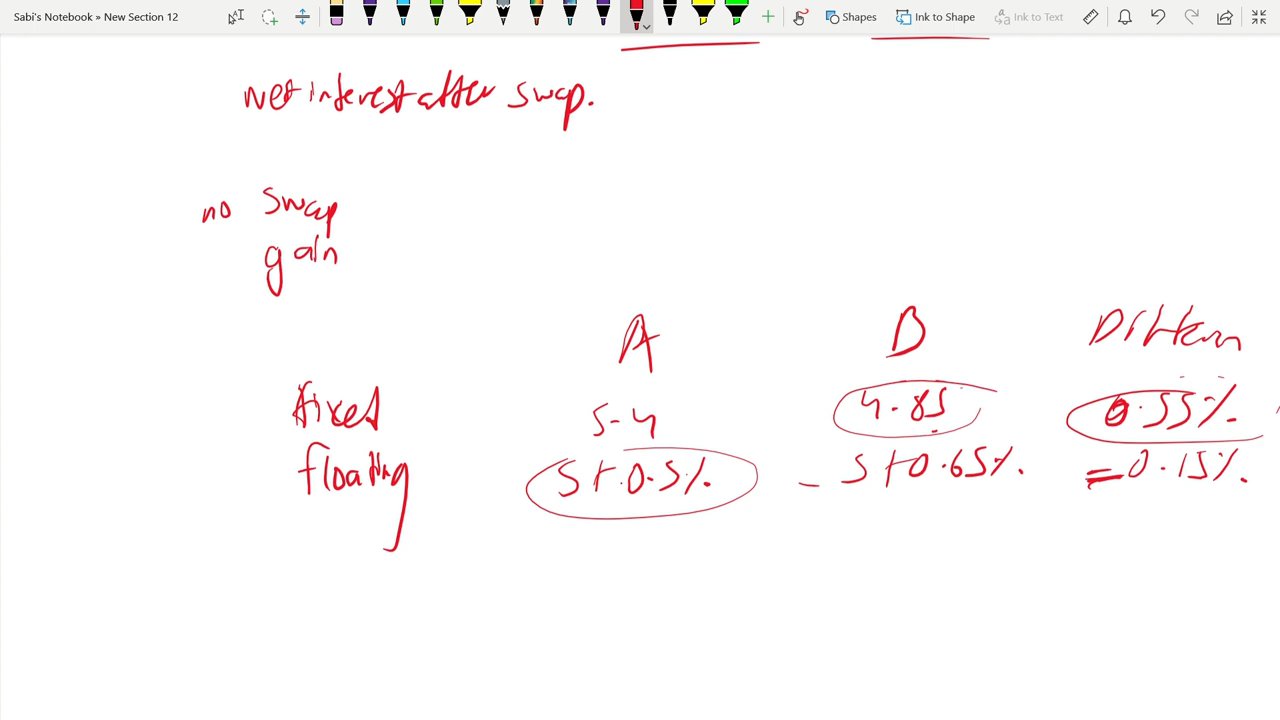 Sabi's Notebook » New Section 12
Shapes
Ink to Shape
Ink to Text
net interest after swap.
no swap
gain
A B
fixed 5.4 4.85 0.55%
floating S+0.5% - S+0.65% =0.15%.